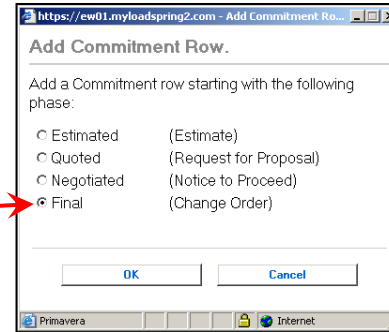 https://ew01.myloadspring2.com - Add Commitment Ro...
Add Commitment Row.
Add a Commitment row starting with the following
phase:
Estimated (Estimate)
Quoted (Request for Proposal)
Negotiated (Notice to Proceed)
Final (Change Order)
OK Cancel
Primavera Internet